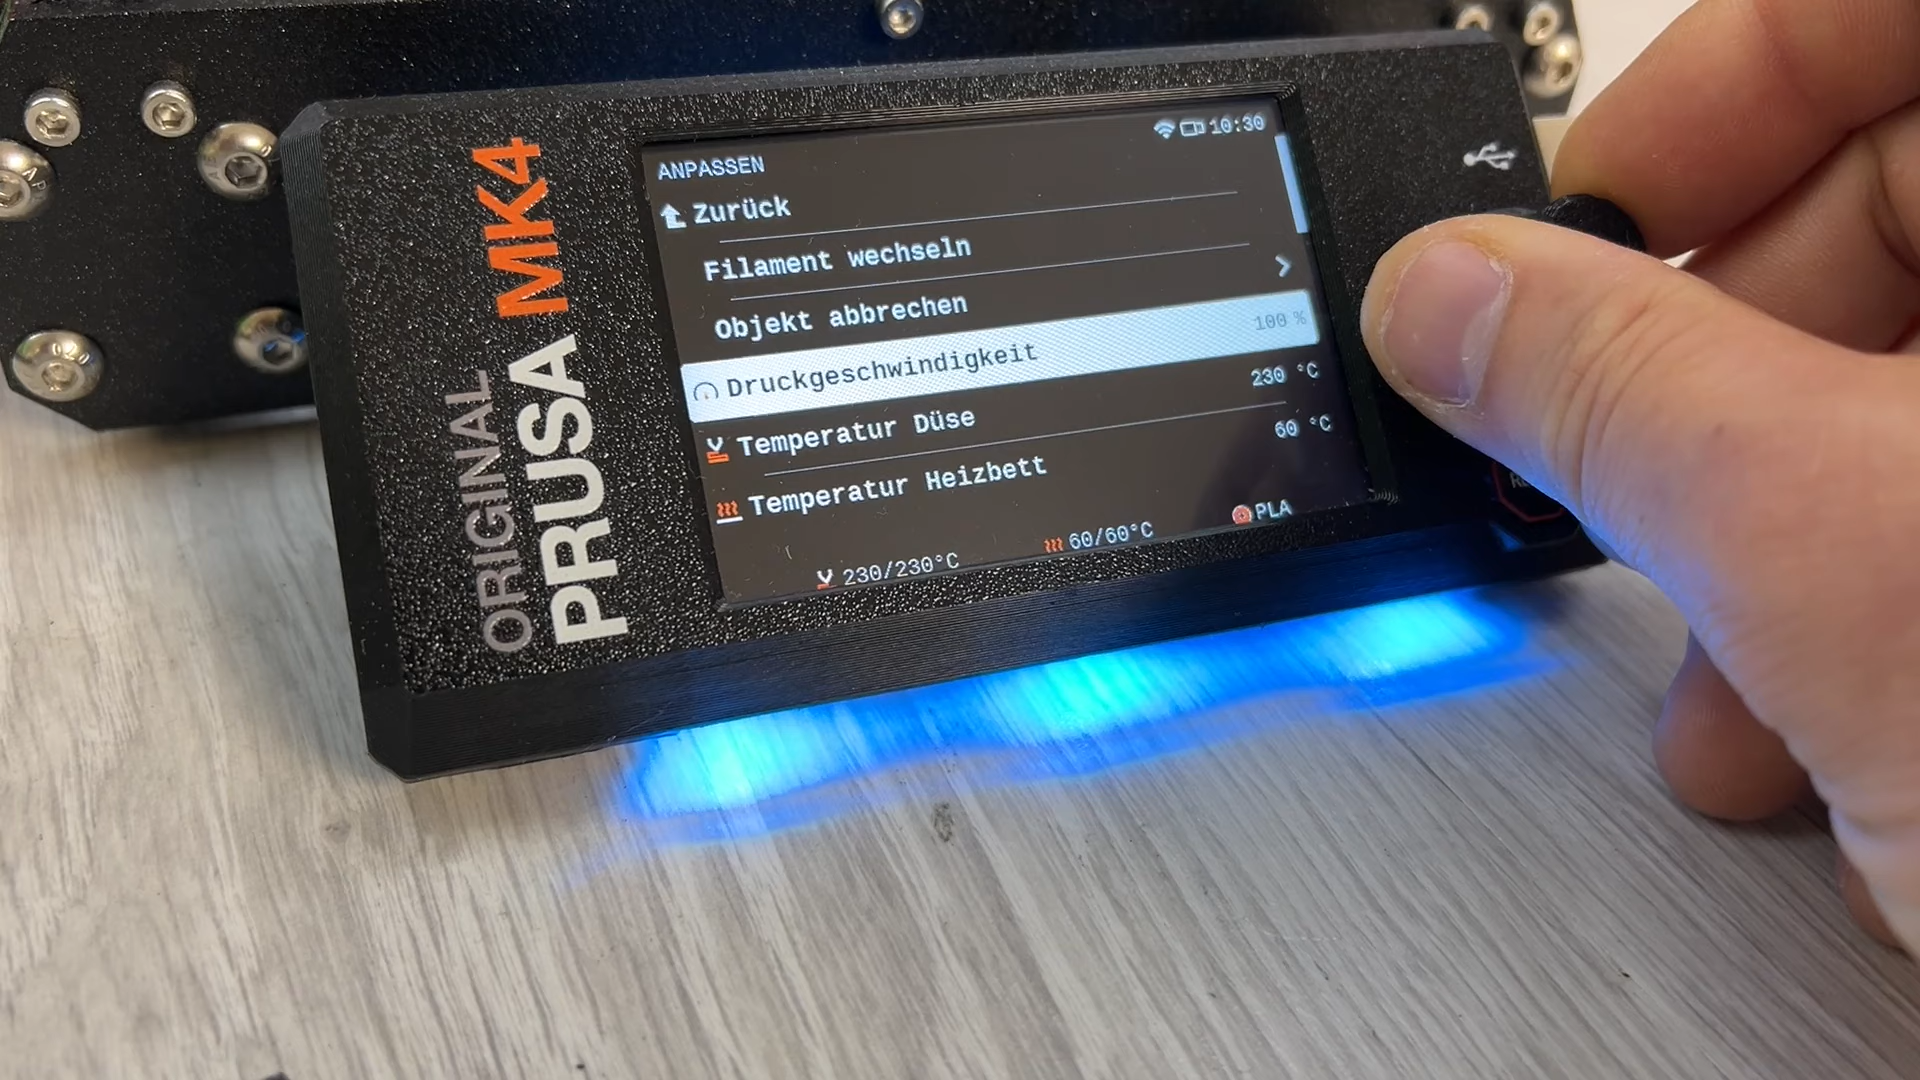 ORIGINAL
PRUSA MK4
10:30
ANPASSEN
Zurück
Filament wechseln
Objekt abbrechen
Druckgeschwindigkeit 100 %
Temperatur Düse 230 °C
Temperatur Heizbett 60 °C
230/230°C 60/60°C PLA